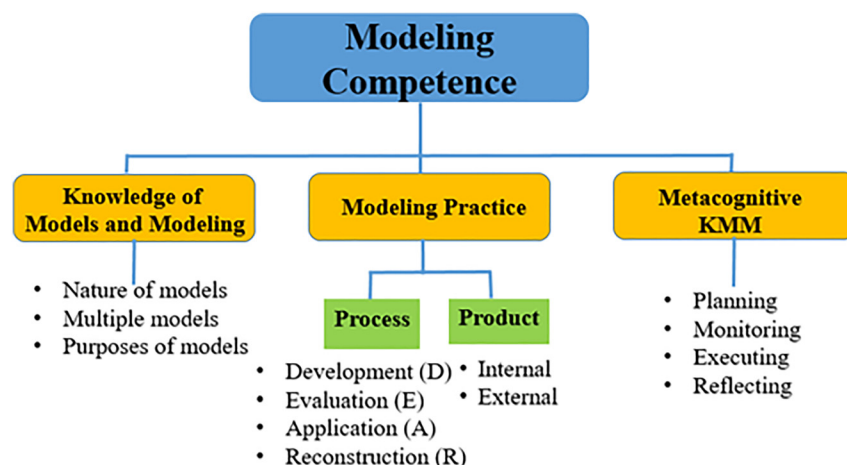 Modeling
Competence
Knowledge of
Models and Modeling
• Nature of models
• Multiple models
• Purposes of models
Modeling Practice
Process
• Development (D)
• Evaluation (E)
• Application (A)
• Reconstruction (R)
Product
• Internal
• External
Metacognitive
KMM
• Planning
• Monitoring
• Executing
• Reflecting